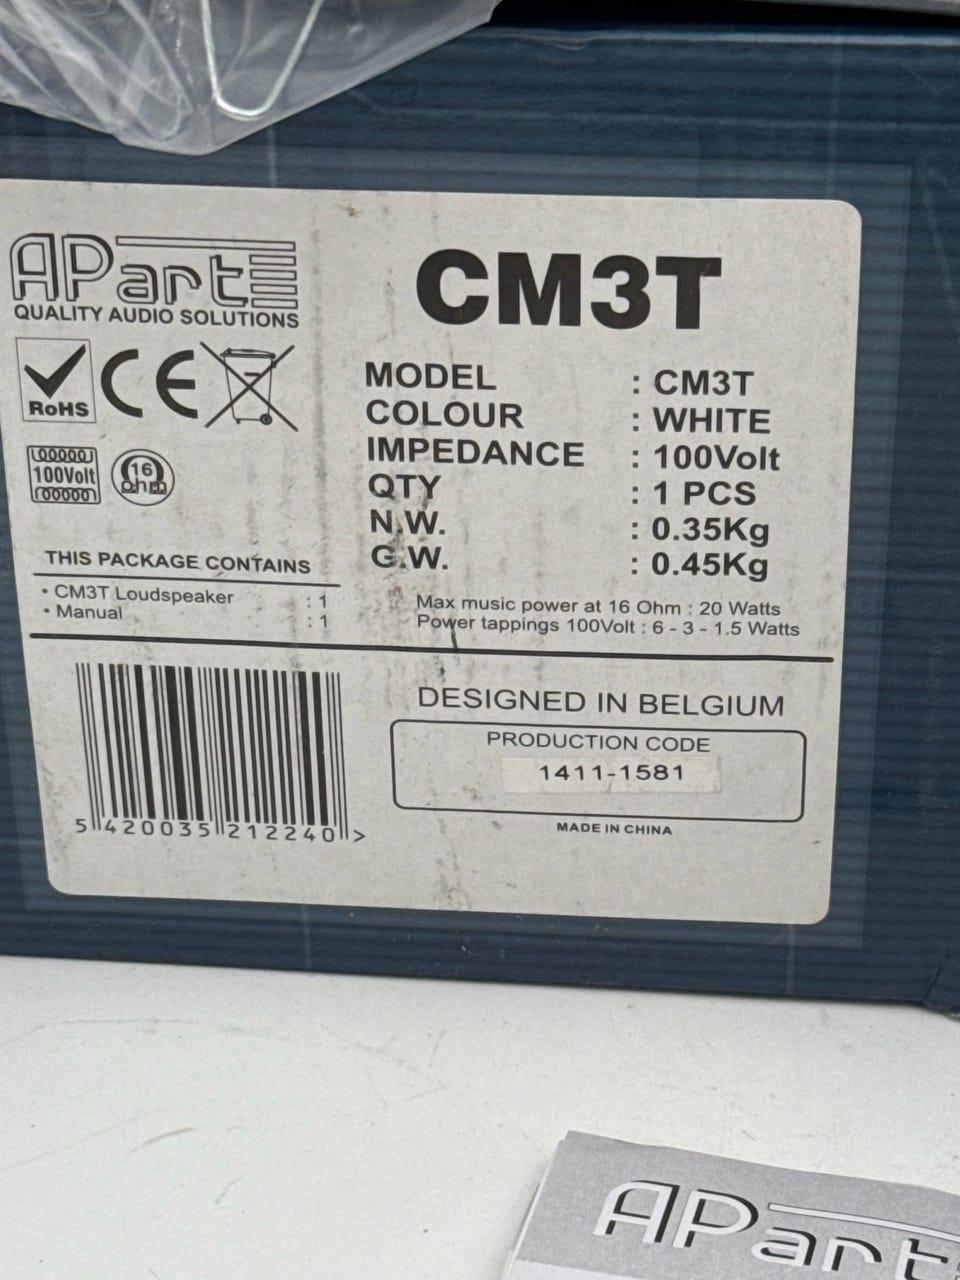 APart
QUALITY AUDIO SOLUTIONS
RoHS
CE
100Volt
16
ohm
CM3T
MODEL : CM3T
COLOUR : WHITE
IMPEDANCE : 100Volt
QTY : 1 PCS
N.W. : 0.35Kg
G.W. : 0.45Kg
THIS PACKAGE CONTAINS
• CM3T Loudspeaker : 1
• Manual : 1
Max music power at 16 Ohm : 20 Watts
Power tappings 100Volt : 6 - 3 - 1.5 Watts
5 420035 212240 >
DESIGNED IN BELGIUM
PRODUCTION CODE
1411-1581
MADE IN CHINA
APart